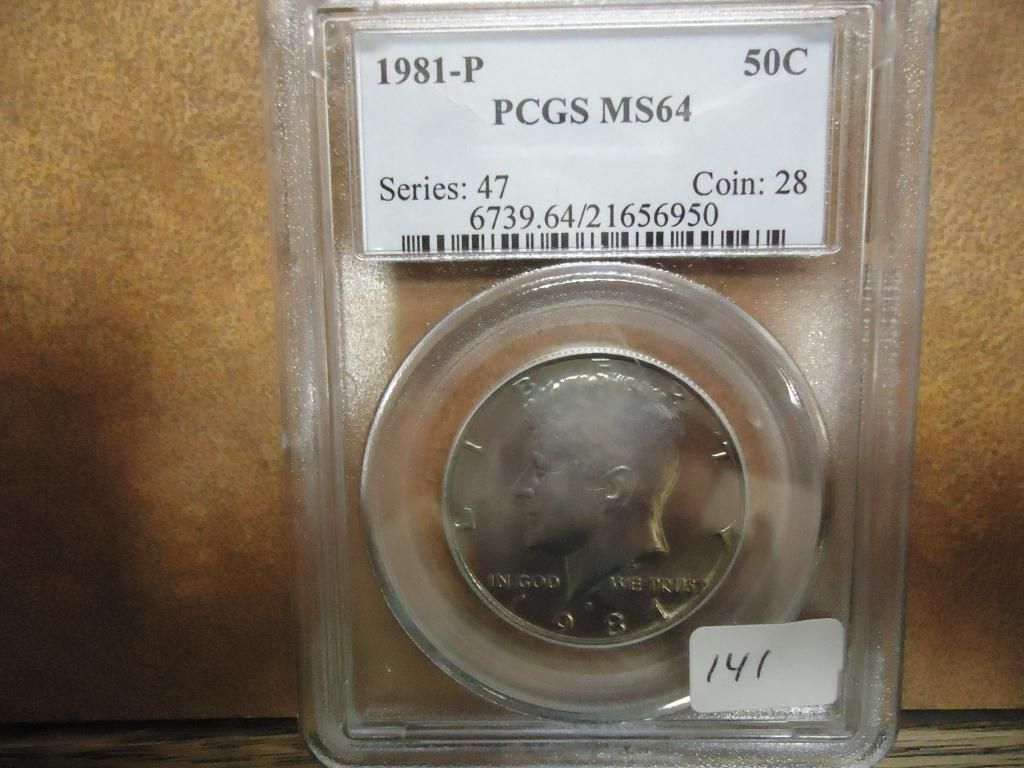 1981-P 50C
PCGS MS64
Series: 47 Coin: 28
6739.64/21656950
LIBERTY
IN GOD WE TRUST
1981
141